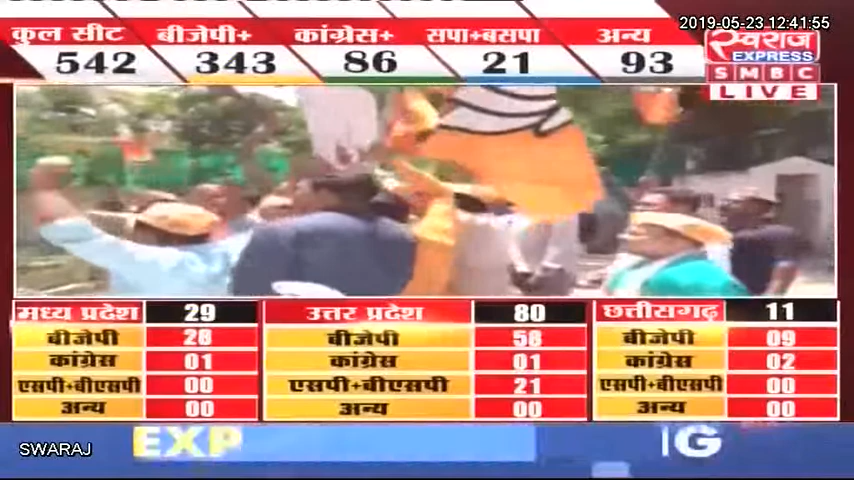 2019-05-23 12:41:55
कुल सीट बीजेपी+ कांग्रेस+ सपा+बसपा अन्य
542 343 86 21 93
स्वराज
EXPRESS
SMBC
LIVE
मध्य प्रदेश 29 उत्तर प्रदेश 80 छत्तीसगढ़ 11
बीजेपी 28 बीजेपी 58 बीजेपी 09
कांग्रेस 01 कांग्रेस 01 कांग्रेस 02
एसपी+बीएसपी 00 एसपी+बीएसपी 21 एसपी+बीएसपी 00
अन्य 00 अन्य 00 अन्य 00
SWARAJ EXP G